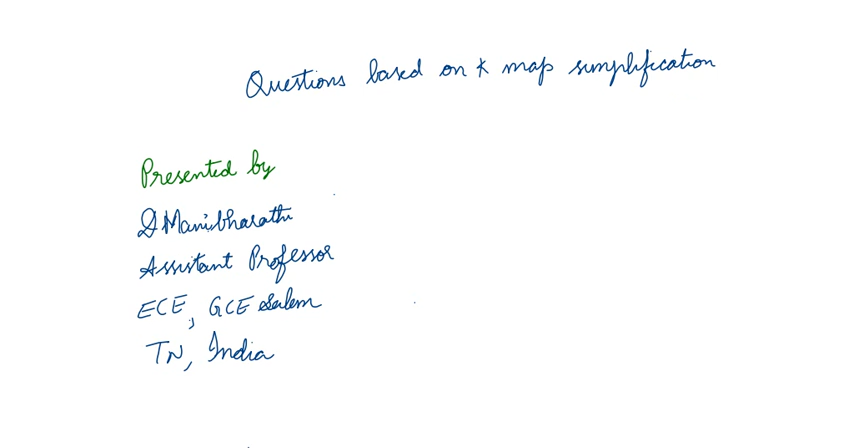 Questions based on K map simplification
Presented by
D Manibharathi
Assistant Professor
ECE, GCE Salem
TN, India